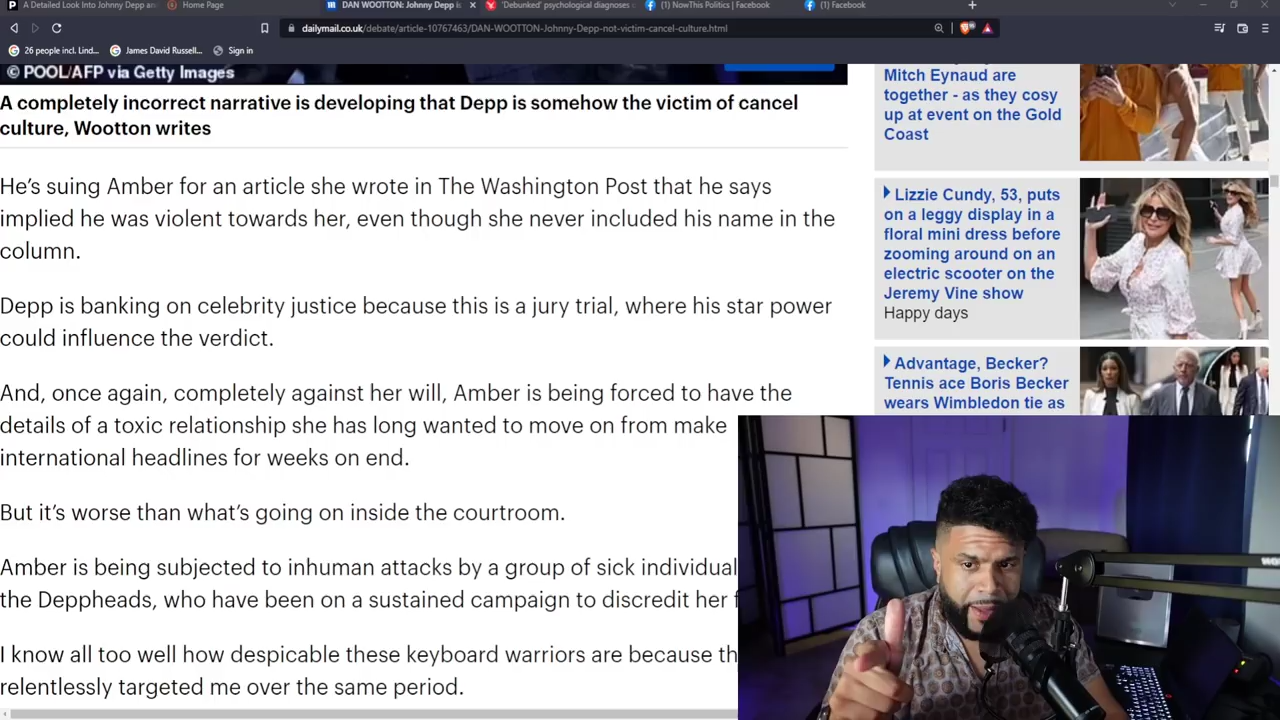 A Detailed Look Into Johnny Depp and
Home Page
DAN WOOTTON: Johnny Depp is
'Debunked' psychological diagnoses
(1) NowThis Politics | Facebook
(1) Facebook
dailymail.co.uk/debate/article-10767463/DAN-WOOTTON-Johnny-Depp-not-victim-cancel-culture.html
26 people incl. Lind...
James David Russell...
Sign in
© POOL/AFP via Getty Images
A completely incorrect narrative is developing that Depp is somehow the victim of cancel
culture, Wootton writes
He's suing Amber for an article she wrote in The Washington Post that he says
implied he was violent towards her, even though she never included his name in the
column.
Depp is banking on celebrity justice because this is a jury trial, where his star power
could influence the verdict.
And, once again, completely against her will, Amber is being forced to have the
details of a toxic relationship she has long wanted to move on from make
international headlines for weeks on end.
But it's worse than what's going on inside the courtroom.
Amber is being subjected to inhuman attacks by a group of sick individual
the Deppheads, who have been on a sustained campaign to discredit her f
I know all too well how despicable these keyboard warriors are because th
relentlessly targeted me over the same period.
Mitch Eynaud are
together - as they cosy
up at event on the Gold
Coast
Lizzie Cundy, 53, puts
on a leggy display in a
floral mini dress before
zooming around on an
electric scooter on the
Jeremy Vine show
Happy days
Advantage, Becker?
Tennis ace Boris Becker
wears Wimbledon tie as